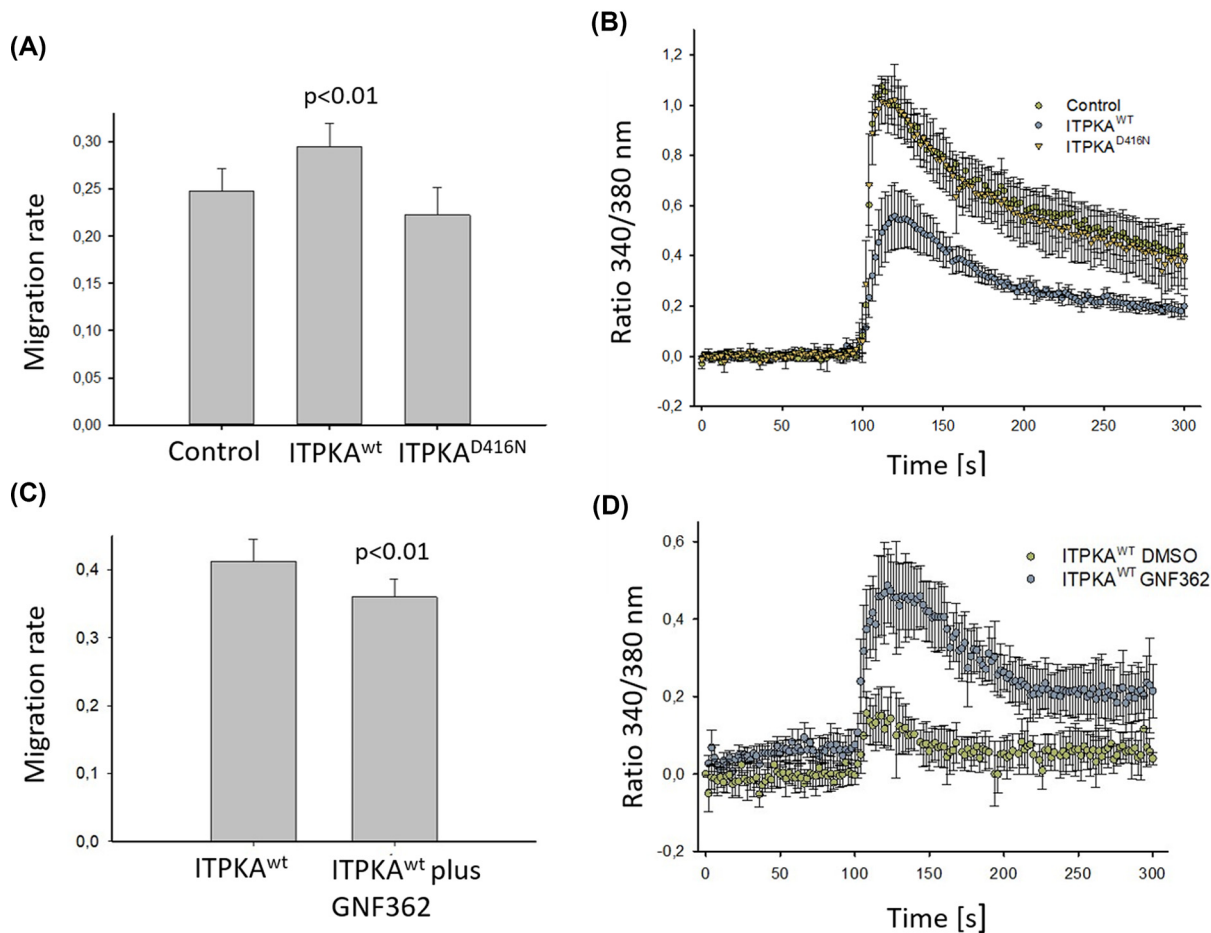 (A)
Migration rate
0,30
0,25
0,20
0,15
0,10
0,05
0,00
p<0.01
Control ITPKAwt ITPKAD416N
(B)
Ratio 340/380 nm
1,2
1,0
0,8
0,6
0,4
0,2
0,0
-0,2
Control
ITPKAWT
ITPKAD416N
0 50 100 150 200 250 300
Time [s]
(C)
Migration rate
0,4
0,3
0,2
0,1
0,0
p<0.01
ITPKAwt
ITPKAwt plus
GNF362
(D)
Ratio 340/380 nm
0,6
0,4
0,2
0,0
-0,2
ITPKAWT DMSO
ITPKAWT GNF362
0 50 100 150 200 250 300
Time [s]